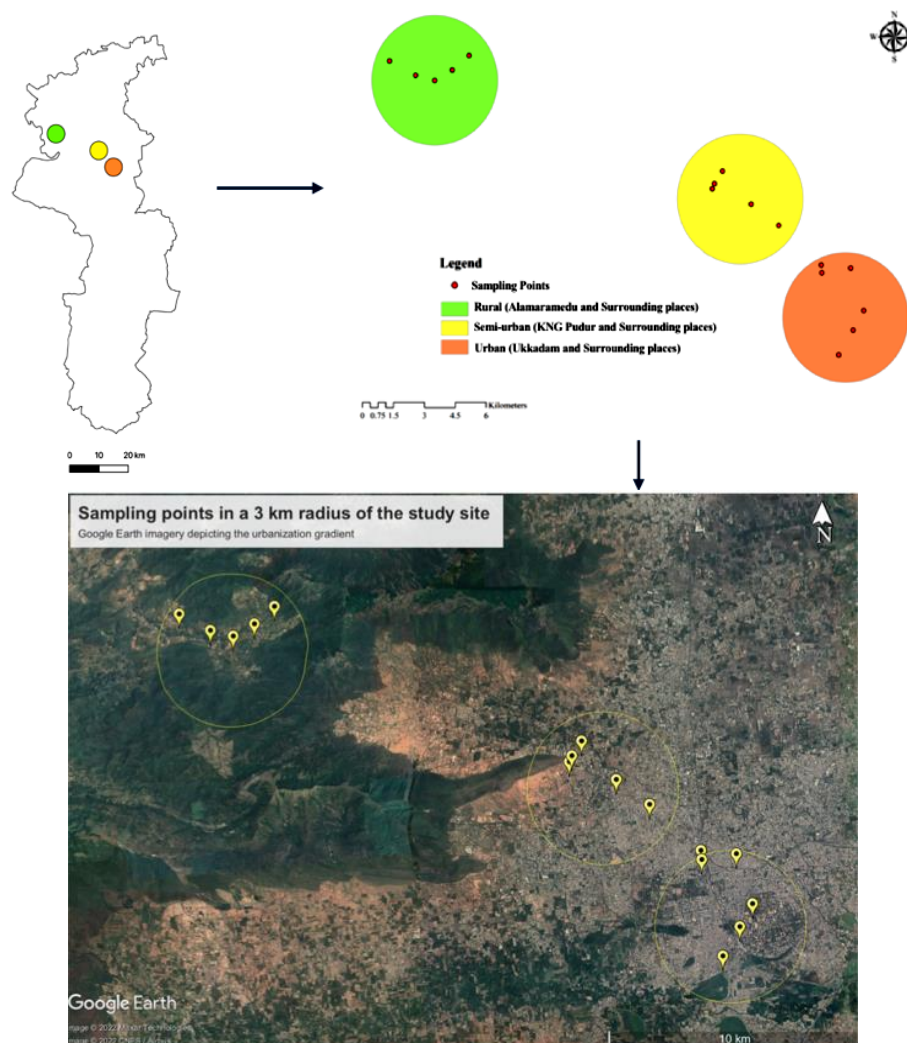 N
W
S
Legend
Sampling Points
Rural (Alamaramedu and Surrounding places)
Semi-urban (KNG Pudur and Surrounding places)
Urban (Ukkadam and Surrounding places)
Kilometers
0 0.75 1.5 3 4.5 6
0 10 20 km
Sampling points in a 3 km radius of the study site
Google Earth imagery depicting the urbanization gradient
N
Google Earth
10 km